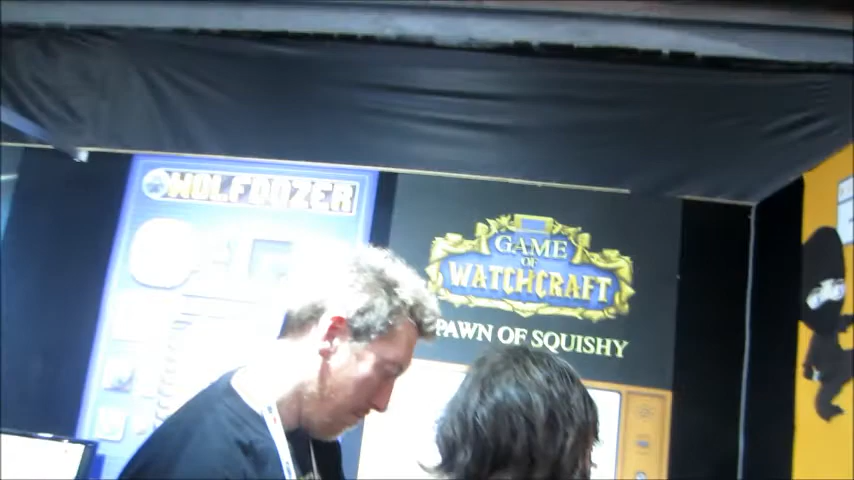 WOLFDOZER
GAME
OF
WATCHCRAFT
PAWN OF SQUISHY